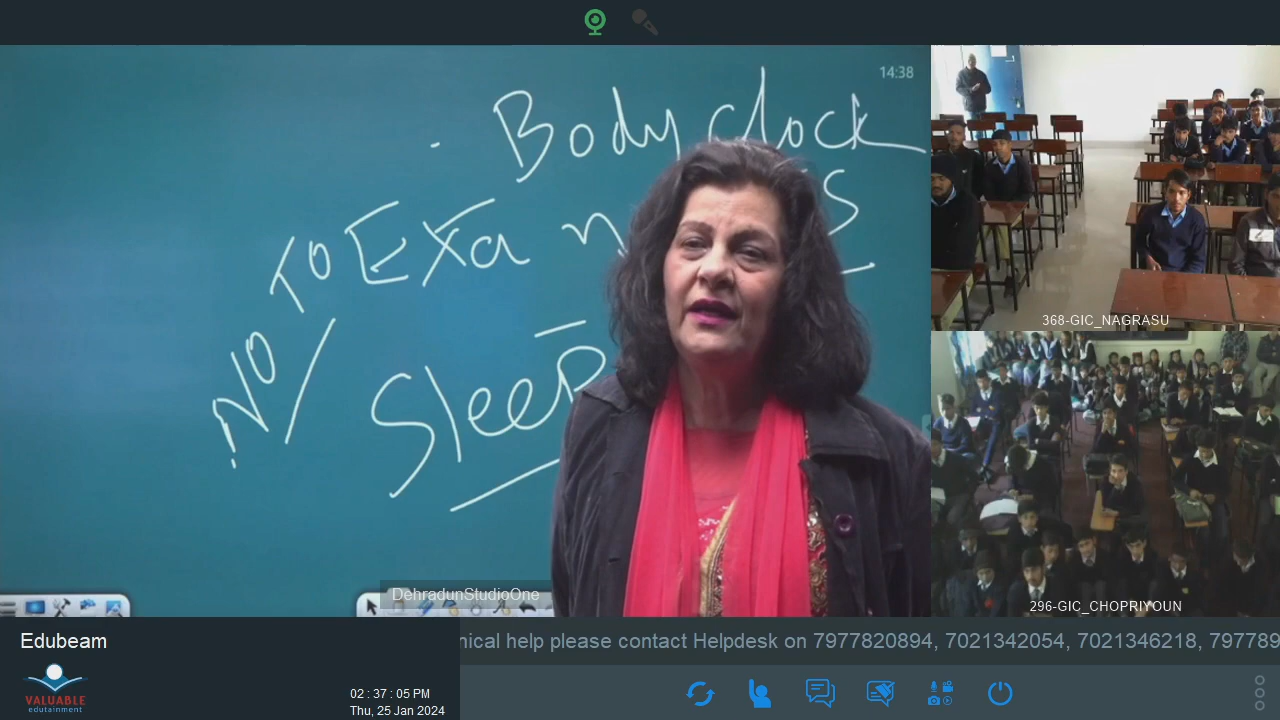 14:38
Body clock
TO Exa
NO/
Sleep
DehradunStudioOne
368-GIC_NAGRASU
296-GIC_CHOPRIYOUN
Edubeam
nical help please contact Helpdesk on 7977820894, 7021342054, 7021346218, 797789
VALUABLE
edutainment
02 : 37 : 05 PM
Thu, 25 Jan 2024